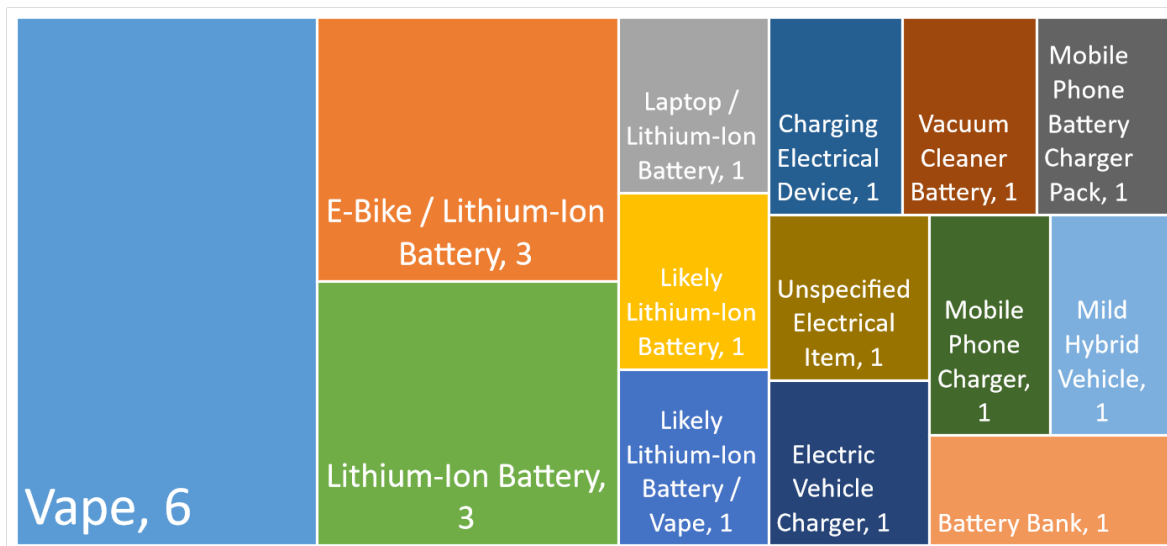 Vape, 6
E-Bike / Lithium-Ion
Battery, 3
Lithium-Ion Battery,
3
Laptop /
Lithium-Ion
Battery, 1
Likely
Lithium-Ion
Battery, 1
Likely
Lithium-Ion
Battery /
Vape, 1
Charging
Electrical
Device, 1
Vacuum
Cleaner
Battery, 1
Mobile
Phone
Battery
Charger
Pack, 1
Unspecified
Electrical
Item, 1
Electric
Vehicle
Charger, 1
Mobile
Phone
Charger,
1
Mild
Hybrid
Vehicle,
1
Battery Bank, 1